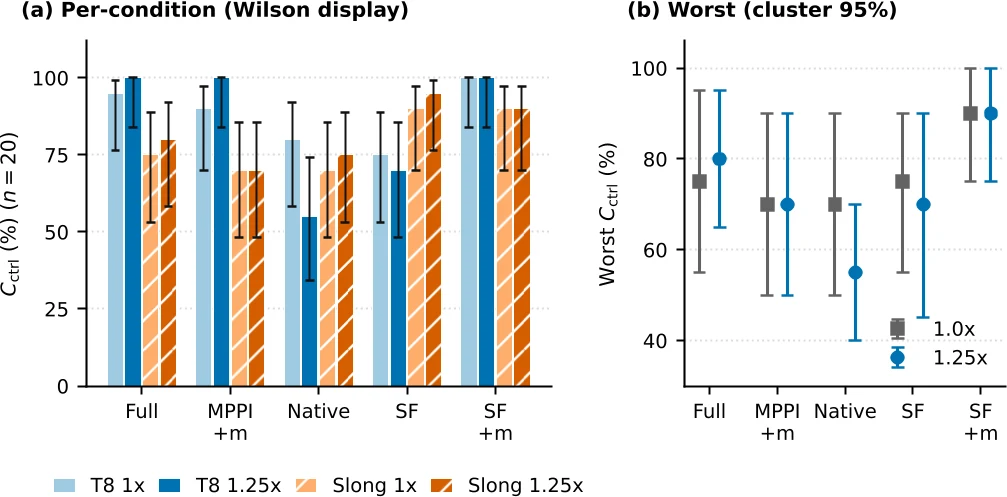 (a) Per-condition (Wilson display)
C_ctrl (%) (n = 20)
100
75
50
25
0
Full
MPPI
+m
Native
SF
SF
+m
T8 1x
T8 1.25x
Slong 1x
Slong 1.25x
(b) Worst (cluster 95%)
Worst C_ctrl (%)
100
80
60
40
1.0x
1.25x
Full
MPPI
+m
Native
SF
SF
+m